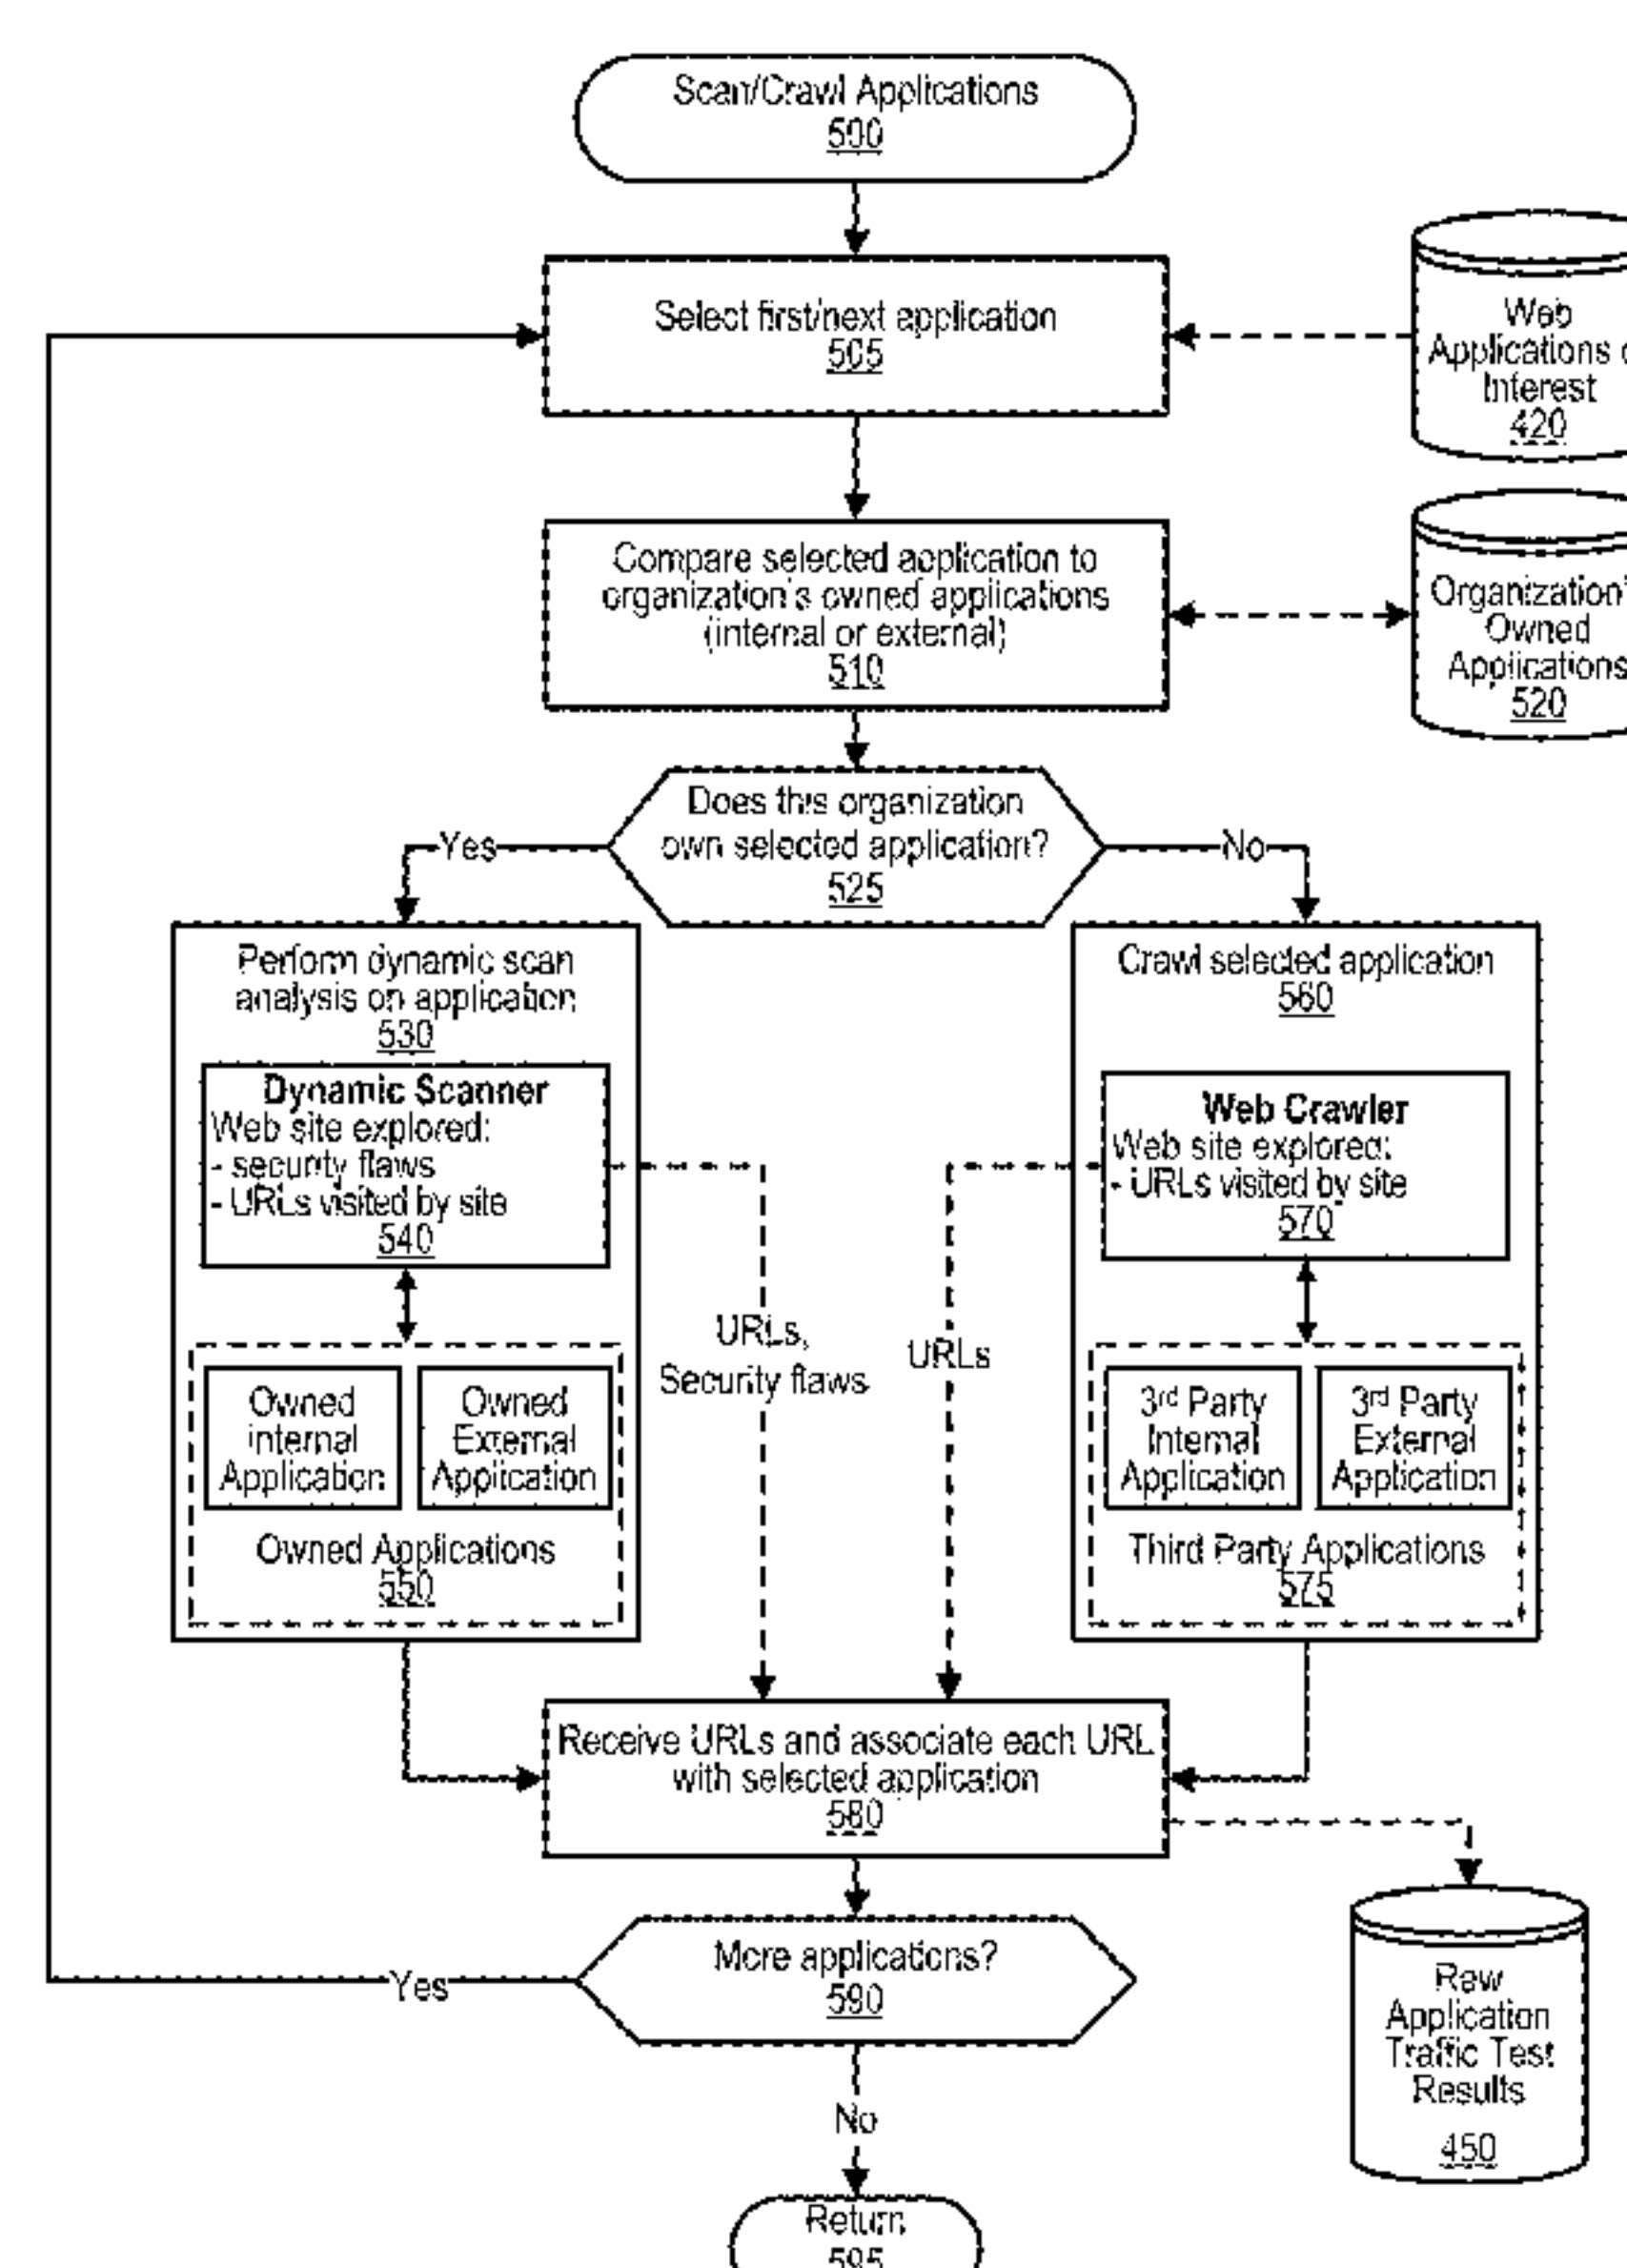 Scan/Crawl Applications
500
Select first/next application
505
Web
Applications
Interest
420
Compare selected application to
organization's owned applications
(internal or external)
510
Organization's
Owned
Applications
520
Does this organization
own selected application?
525
Yes
No
Perform dynamic scan
analysis on application
530
Dynamic Scanner
Web site explored:
- security flaws
- URLs visited by site
540
Owned
Internal
Application
Owned
External
Application
Owned Applications
550
URLs,
Security flaws
URLs
Crawl selected application
560
Web Crawler
Web site explored:
- URLs visited by site
570
3rd Party
Internal
Application
3rd Party
External
Application
Third Party Applications
575
Receive URLs and associate each URL
with selected application
580
More applications?
590
Yes
No
Raw
Application
Traffic Test
Results
450
Return
595